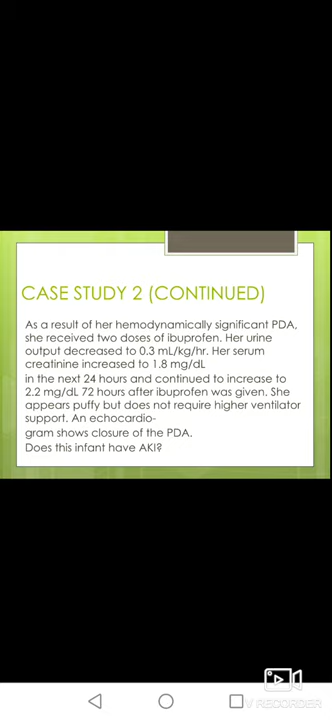 CASE STUDY 2 (CONTINUED)
As a result of her hemodynamically significant PDA,
she received two doses of ibuprofen. Her urine
output decreased to 0.3 mL/kg/hr. Her serum
creatinine increased to 1.8 mg/dL
in the next 24 hours and continued to increase to
2.2 mg/dL 72 hours after ibuprofen was given. She
appears puffy but does not require higher ventilator
support. An echocardio-
gram shows closure of the PDA.
Does this infant have AKI?
V RECORDER